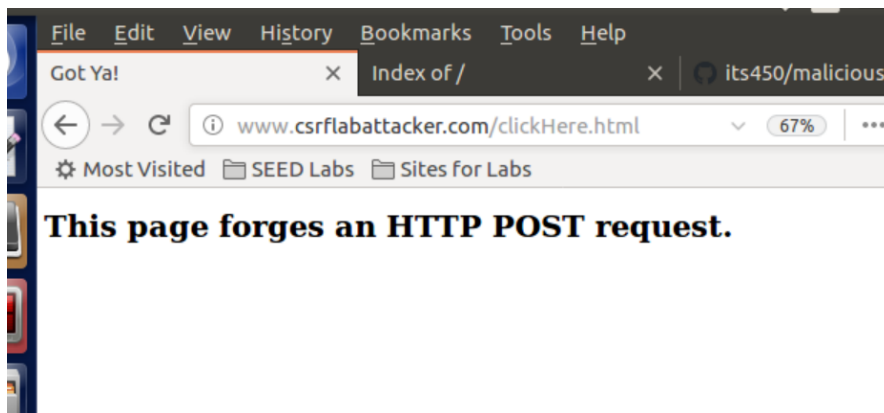 File Edit View History Bookmarks Tools Help
Got Ya! Index of / its450/malicious
www.csrflabattacker.com/clickHere.html 67%
Most Visited SEED Labs Sites for Labs
This page forges an HTTP POST request.